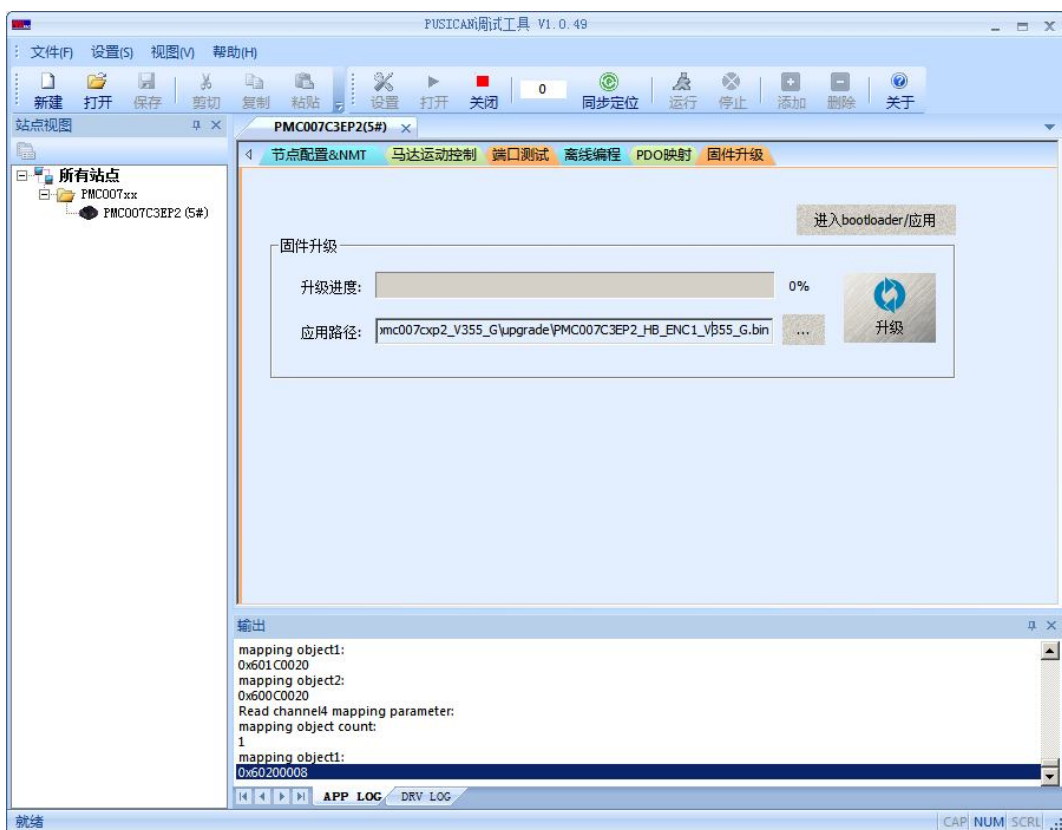 PUSICAN调试工具 V1.0.49
文件(F) 设置(S) 视图(V) 帮助(H)
新建 打开 保存 剪切 复制 粘贴 设置 打开 关闭 0 同步定位 运行 停止 添加 删除 关于
站点视图
PMC007C3EP2(5#)
节点配置&NMT 马达运动控制 端口测试 离线编程 PDO映射 固件升级
所有站点
PMC007xx
PMC007C3EP2(5#)
进入bootloader/应用
固件升级
升级进度: 0%
应用路径: mc007cxp2_V355_G\upgrade\PMC007C3EP2_HB_ENC1_V355_G.bin ... 升级
输出
mapping object1:
0x601C0020
mapping object2:
0x600C0020
Read channel4 mapping parameter:
mapping object count:
1
mapping object1:
0x60200008
APP LOG DRV LOG
就绪 CAP NUM SCRL